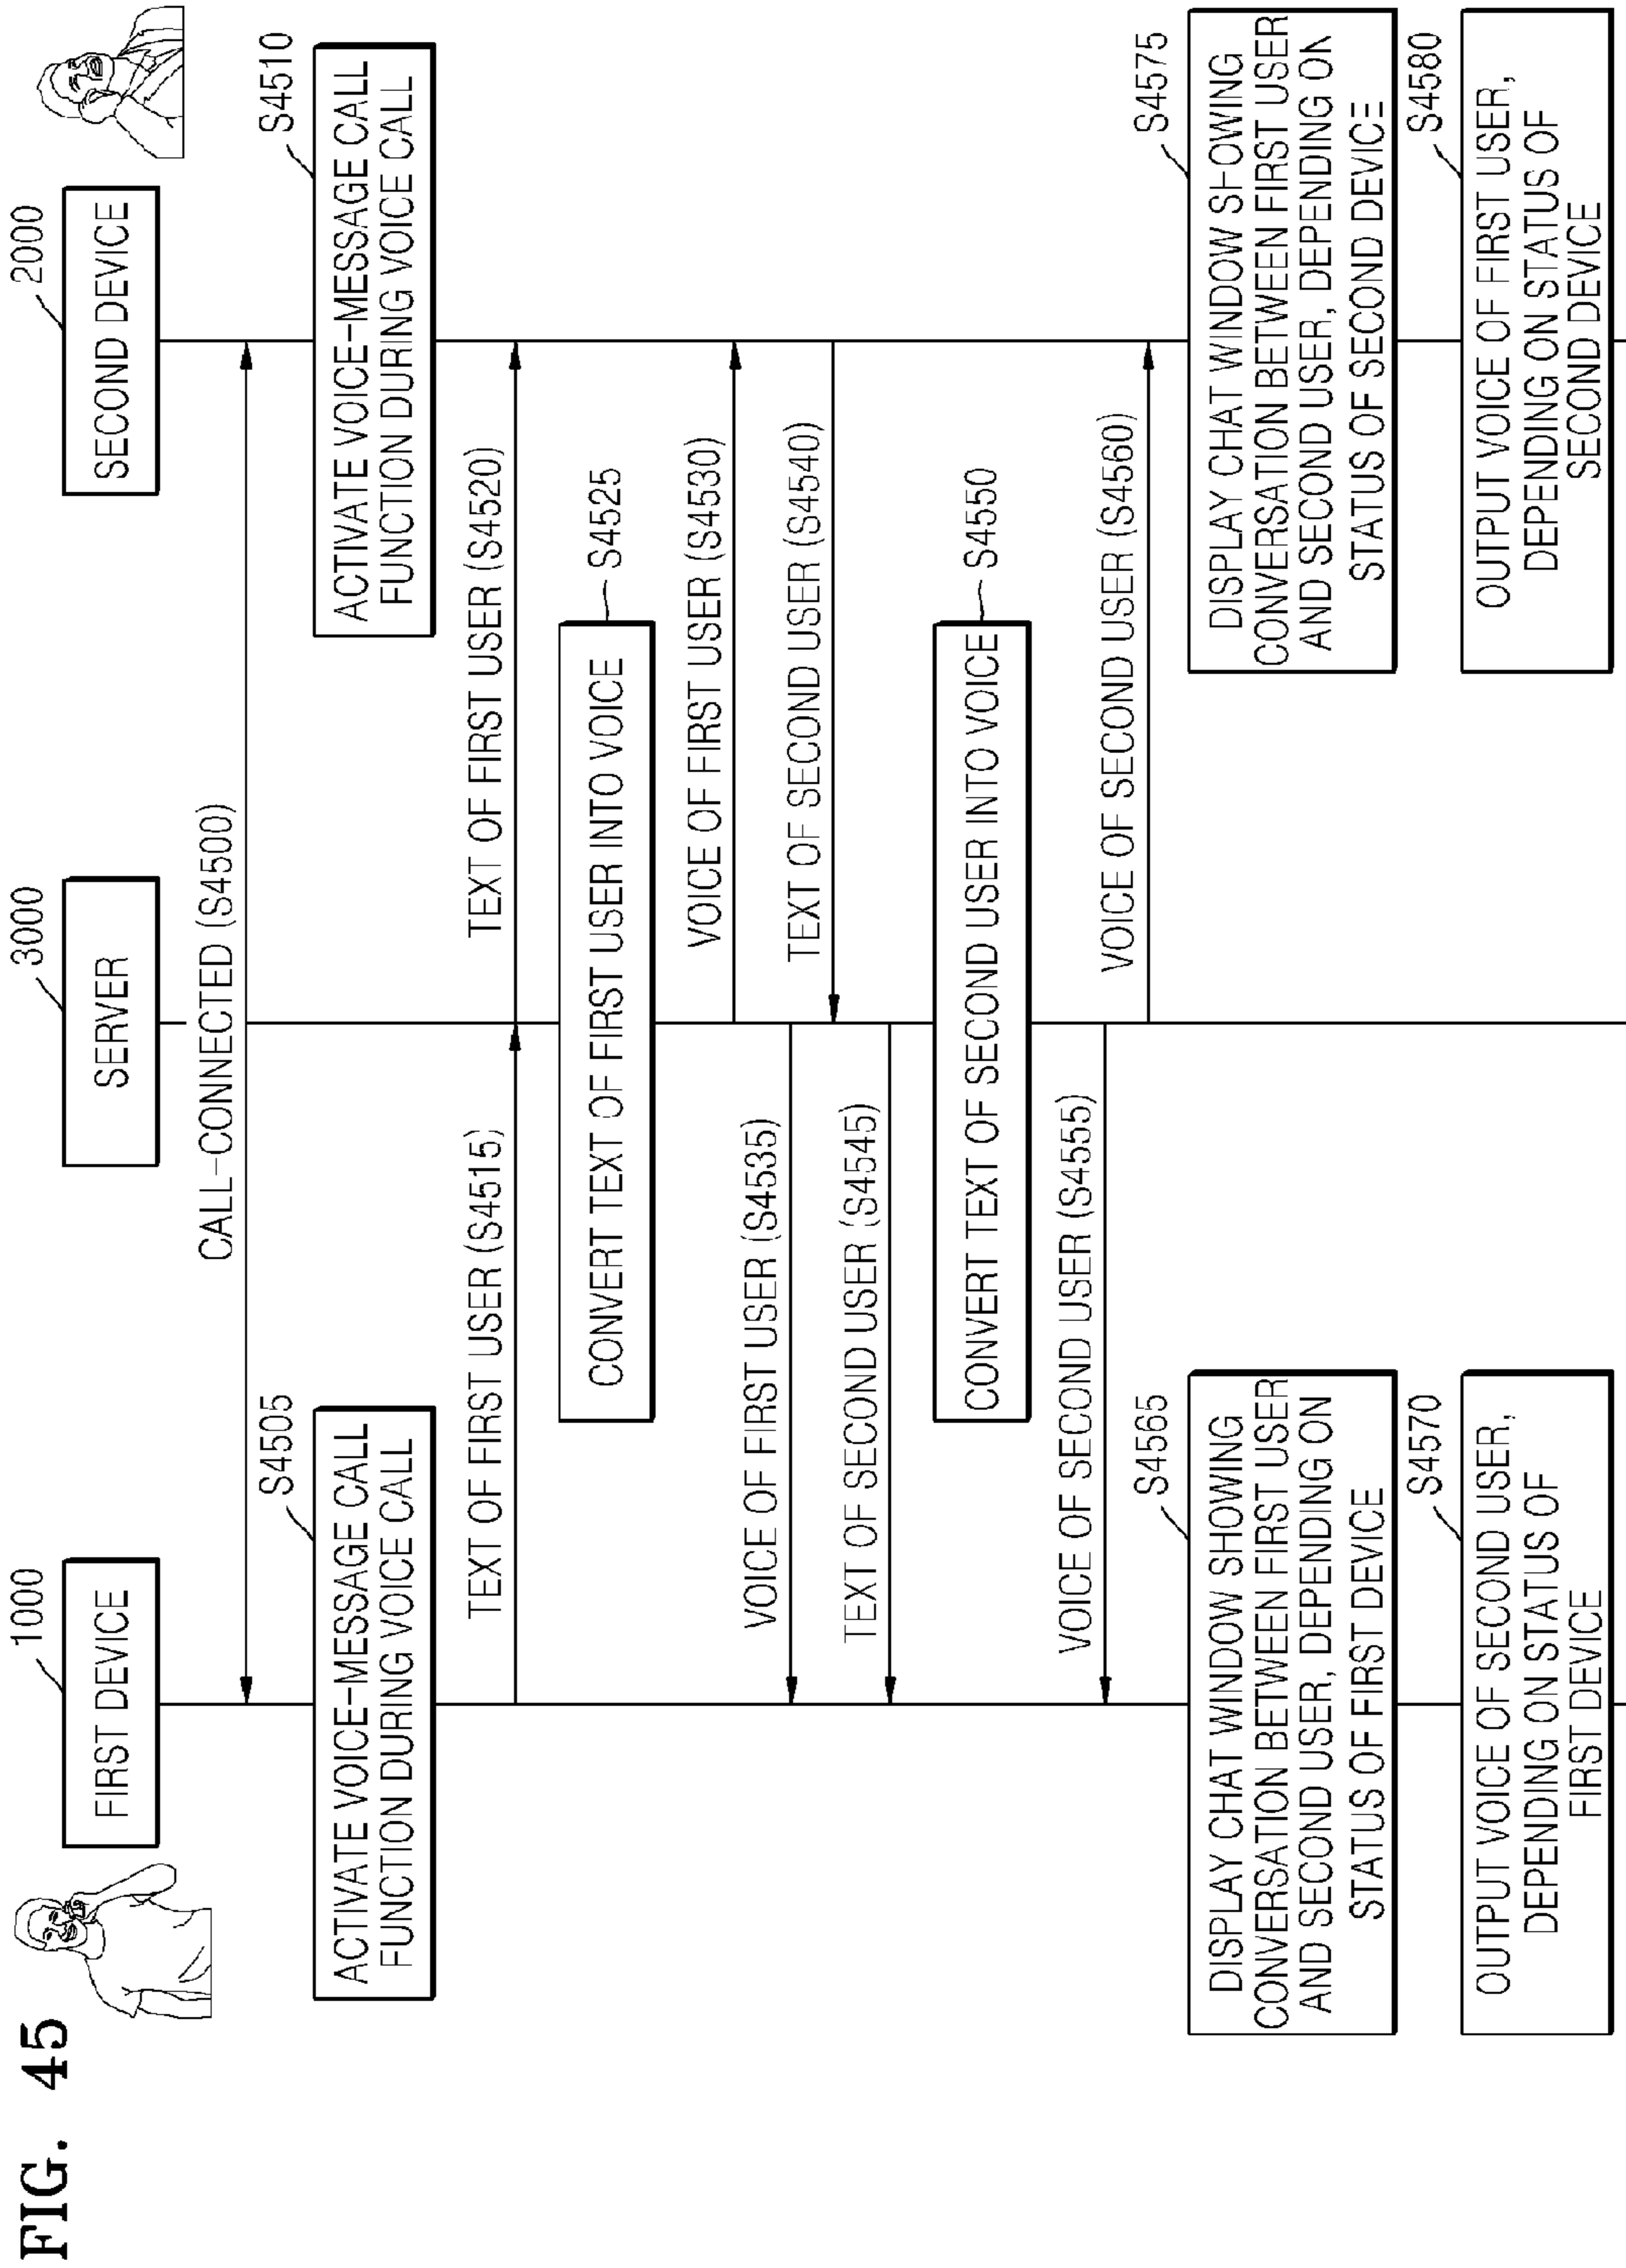 FIG. 45
1000
FIRST DEVICE
3000
SERVER
2000
SECOND DEVICE
CALL-CONNECTED (S4500)
S4505
ACTIVATE VOICE-MESSAGE CALL
FUNCTION DURING VOICE CALL
S4510
ACTIVATE VOICE-MESSAGE CALL
FUNCTION DURING VOICE CALL
TEXT OF FIRST USER (S4515)
TEXT OF FIRST USER (S4520)
CONVERT TEXT OF FIRST USER INTO VOICE
S4525
VOICE OF FIRST USER (S4530)
VOICE OF FIRST USER (S4535)
TEXT OF SECOND USER (S4540)
TEXT OF SECOND USER (S4545)
CONVERT TEXT OF SECOND USER INTO VOICE
S4550
VOICE OF SECOND USER (S4555)
VOICE OF SECOND USER (S4560)
S4565
DISPLAY CHAT WINDOW SHOWING
CONVERSATION BETWEEN FIRST USER
AND SECOND USER, DEPENDING ON
STATUS OF FIRST DEVICE
S4575
DISPLAY CHAT WINDOW SHOWING
CONVERSATION BETWEEN FIRST USER
AND SECOND USER, DEPENDING ON
STATUS OF SECOND DEVICE
S4570
OUTPUT VOICE OF SECOND USER,
DEPENDING ON STATUS OF
FIRST DEVICE
S4580
OUTPUT VOICE OF FIRST USER,
DEPENDING ON STATUS OF
SECOND DEVICE